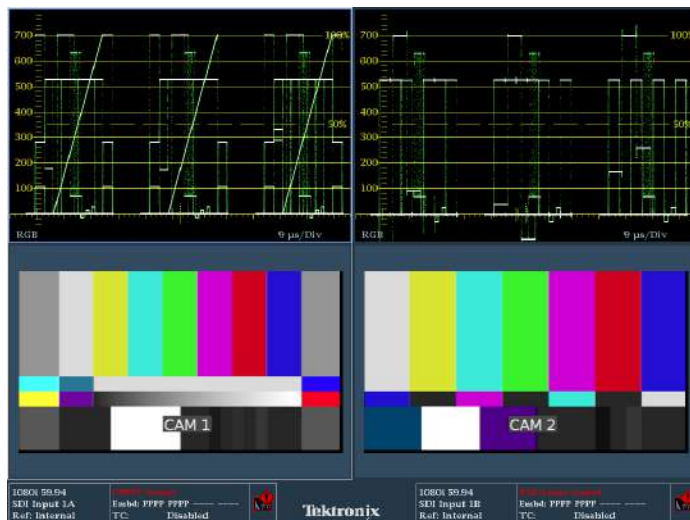 700 100% 700 100%
600 600
500 500
400 50% 400 50%
300 300
200 200
100 100
0 0
RGB 9 µs/Div RGB 9 µs/Div
CAM 1 CAM 2
1080i 59.94 1080i 59.94
SDI Input 1A Embd: PPPP PPPP ---- ---- SDI Input 1B Embd: PPPP PPPP ---- ----
Ref: Internal TC: Disabled Tektronix Ref: Internal TC: Disabled